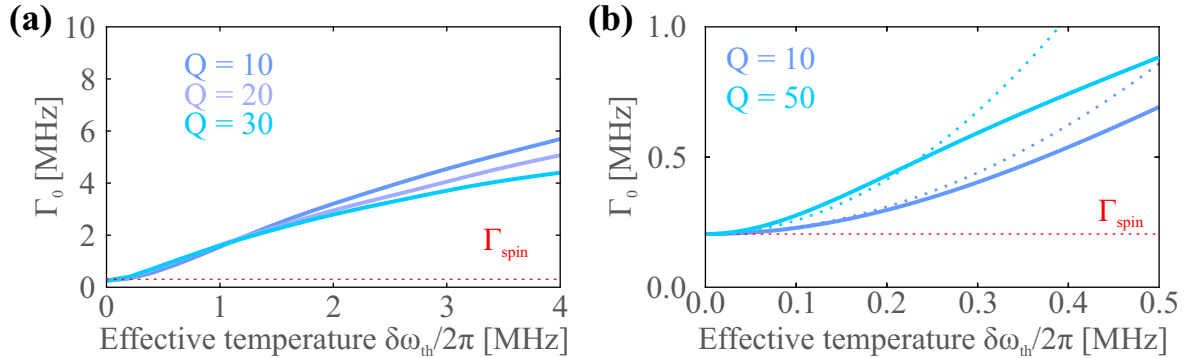 (a)
10
8
6
4
2
0
Γ₀ [MHz]
Q = 10
Q = 20
Q = 30
Γspin
0 1 2 3 4
Effective temperature δωth/2π [MHz]
(b)
1.0
0.5
0.0
Γ₀ [MHz]
Q = 10
Q = 50
Γspin
0.0 0.1 0.2 0.3 0.4 0.5
Effective temperature δωth/2π [MHz]